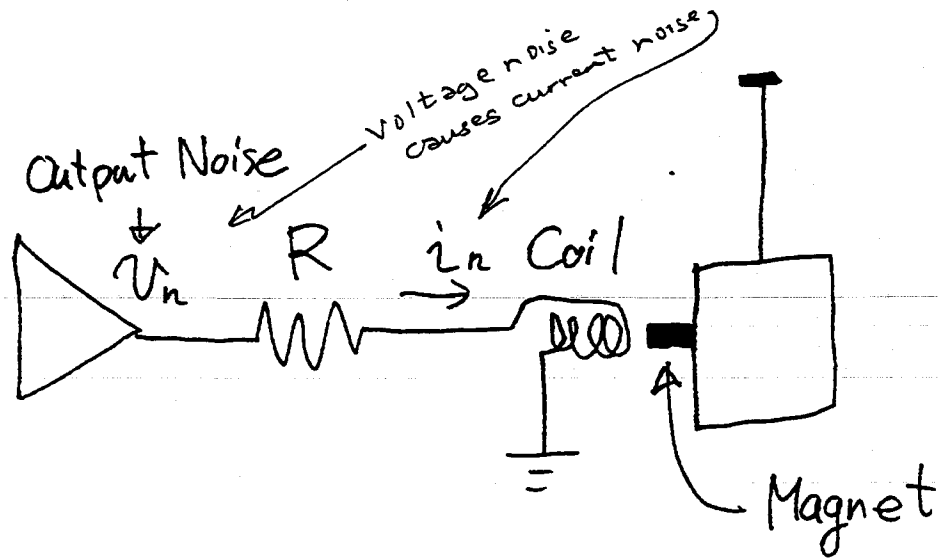 voltage noise
causes current noise
Output Noise
Vn
R
in
Coil
Magnet